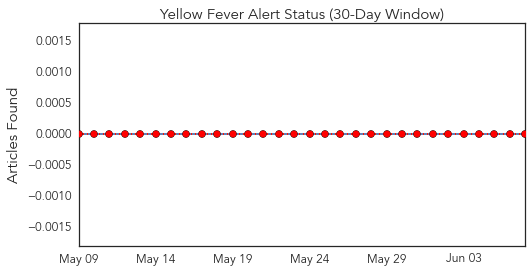 Yellow Fever Alert Status (30-Day Window)
Articles Found
0.0015
0.0010
0.0005
0.0000
−0.0005
−0.0010
−0.0015
May 09 May 14 May 19 May 24 May 29 Jun 03